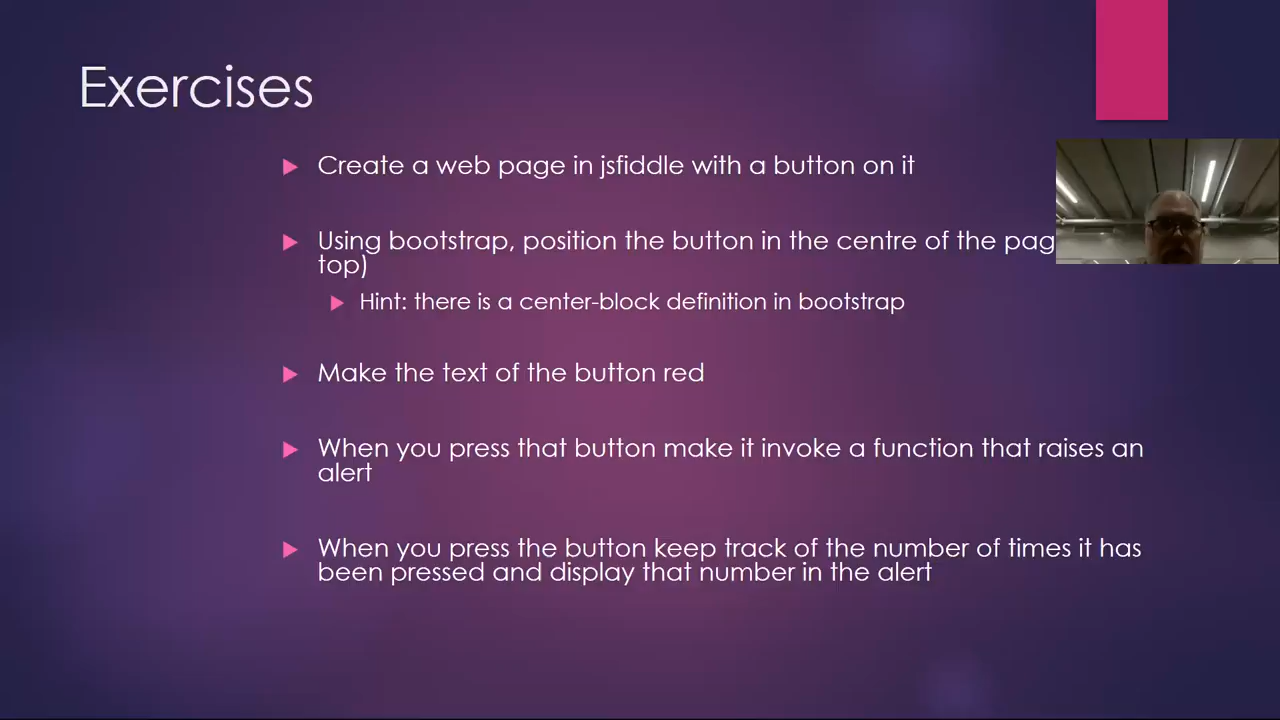 Exercises
Create a web page in jsfiddle with a button on it
Using bootstrap, position the button in the centre of the
top)
Hint: there is a center-block definition in bootstrap
Make the text of the button red
When you press that button make it invoke a function that raises an
alert
When you press the button keep track of the number of times it has
been pressed and display that number in the alert